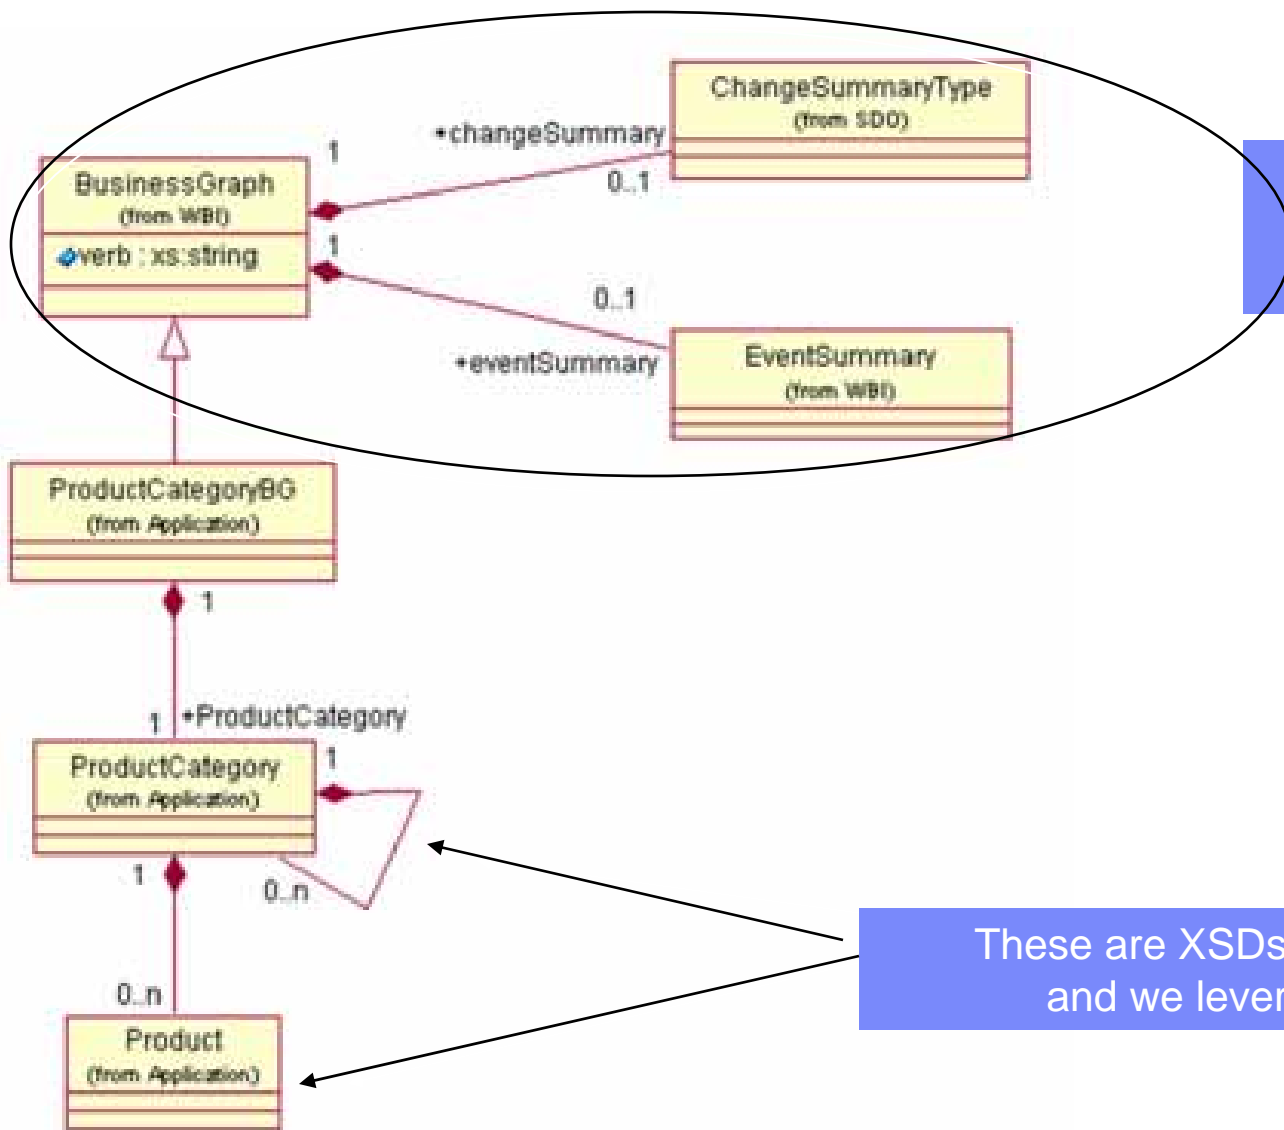 ChangeSummaryType
(from SDO)
+changeSummary
1
0..1
BusinessGraph
(from WBI)
verb : xs:string
1
0..1
+eventSummary
EventSummary
(from WBI)
ProductCategoryBG
(from Application)
1
1
+ProductCategory
ProductCategory
(from Application)
1
1
0..n
0..n
Product
(from Application)
These are XSDs
and we lever